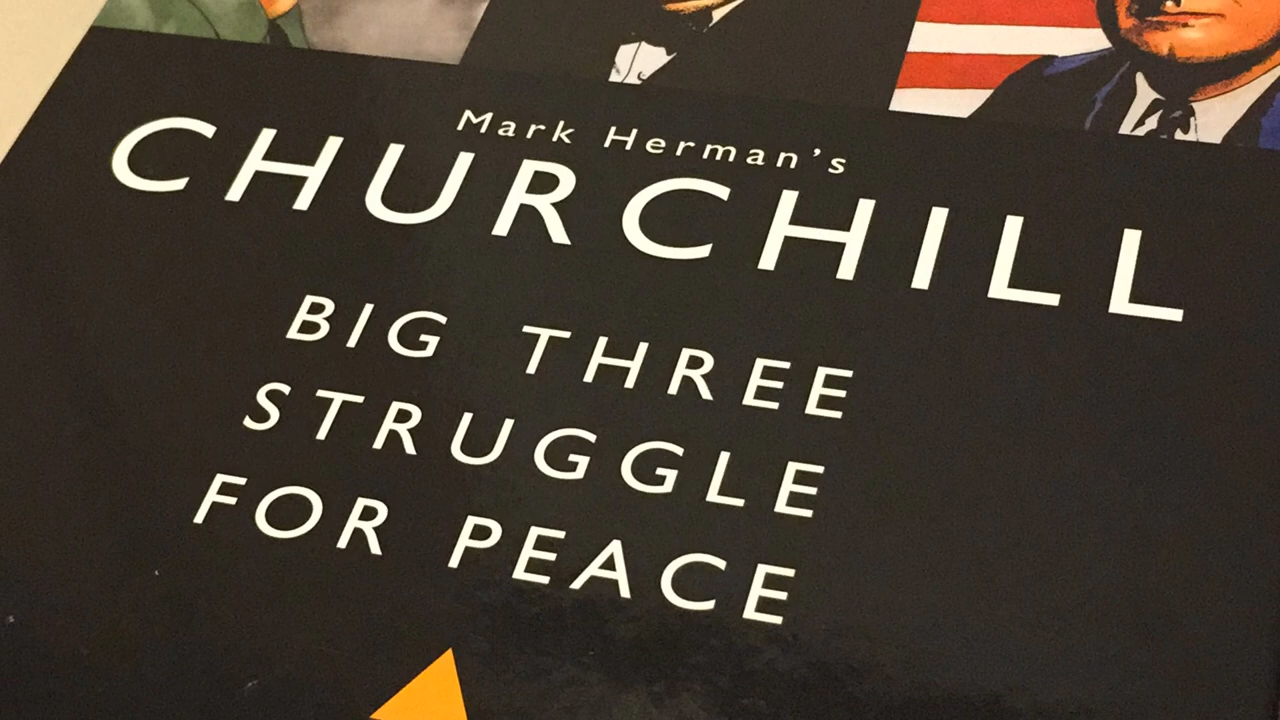 Mark Herman's
CHURCHILL
BIG THREE
STRUGGLE
FOR PEACE